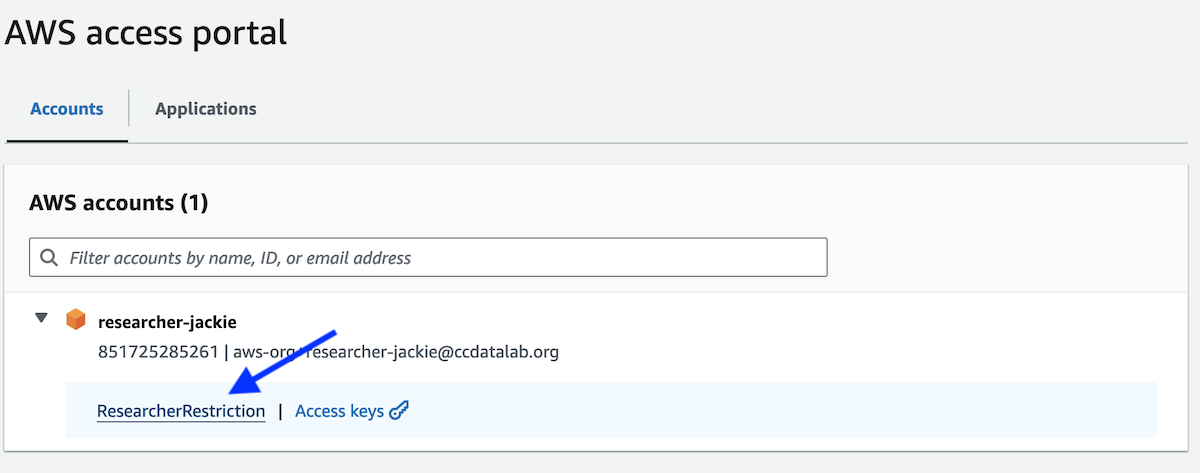 AWS access portal
Accounts Applications
AWS accounts (1)
Filter accounts by name, ID, or email address
researcher-jackie
851725285261 | aws-org+researcher-jackie@ccdatalab.org
ResearcherRestriction | Access keys